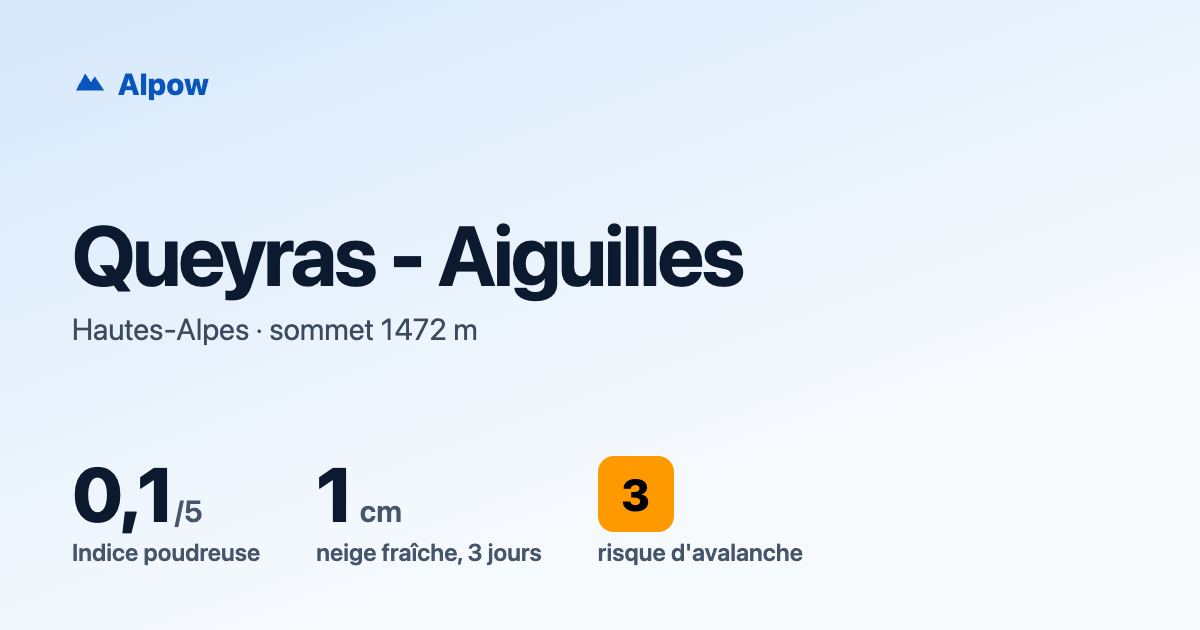 Alpow
Queyras - Aiguilles
Hautes-Alpes · sommet 1472 m
0,1/5
Indice poudreuse
1 cm
neige fraîche, 3 jours
3
risque d'avalanche